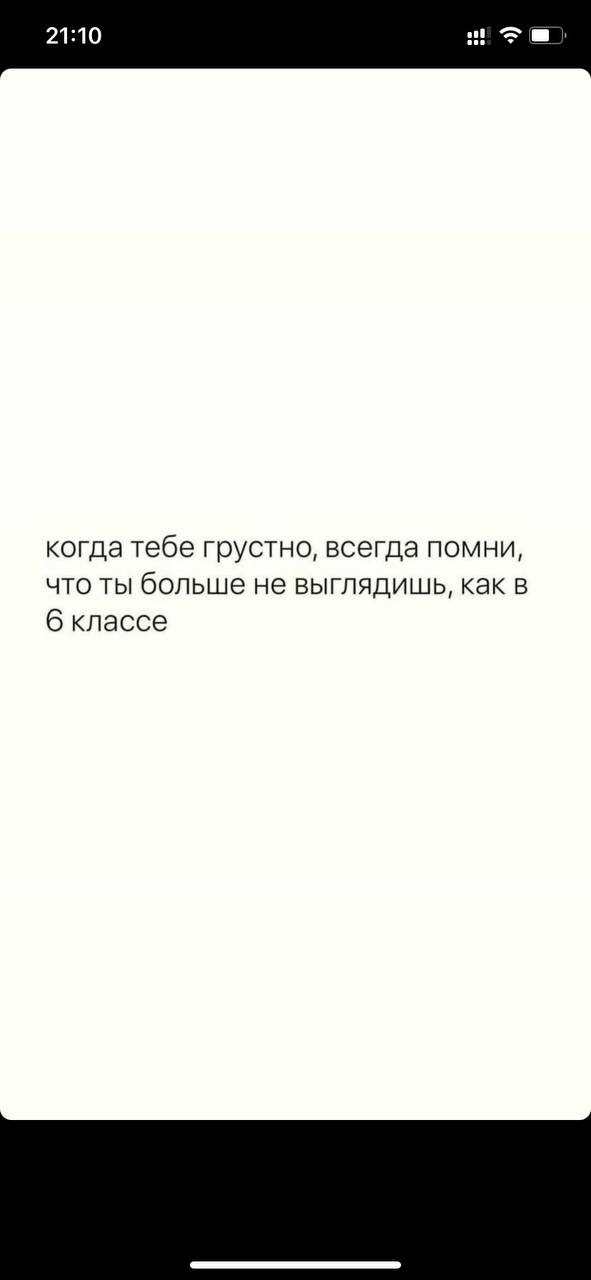 21:10
когда тебе грустно, всегда помни,
что ты больше не выглядишь, как в
6 классе